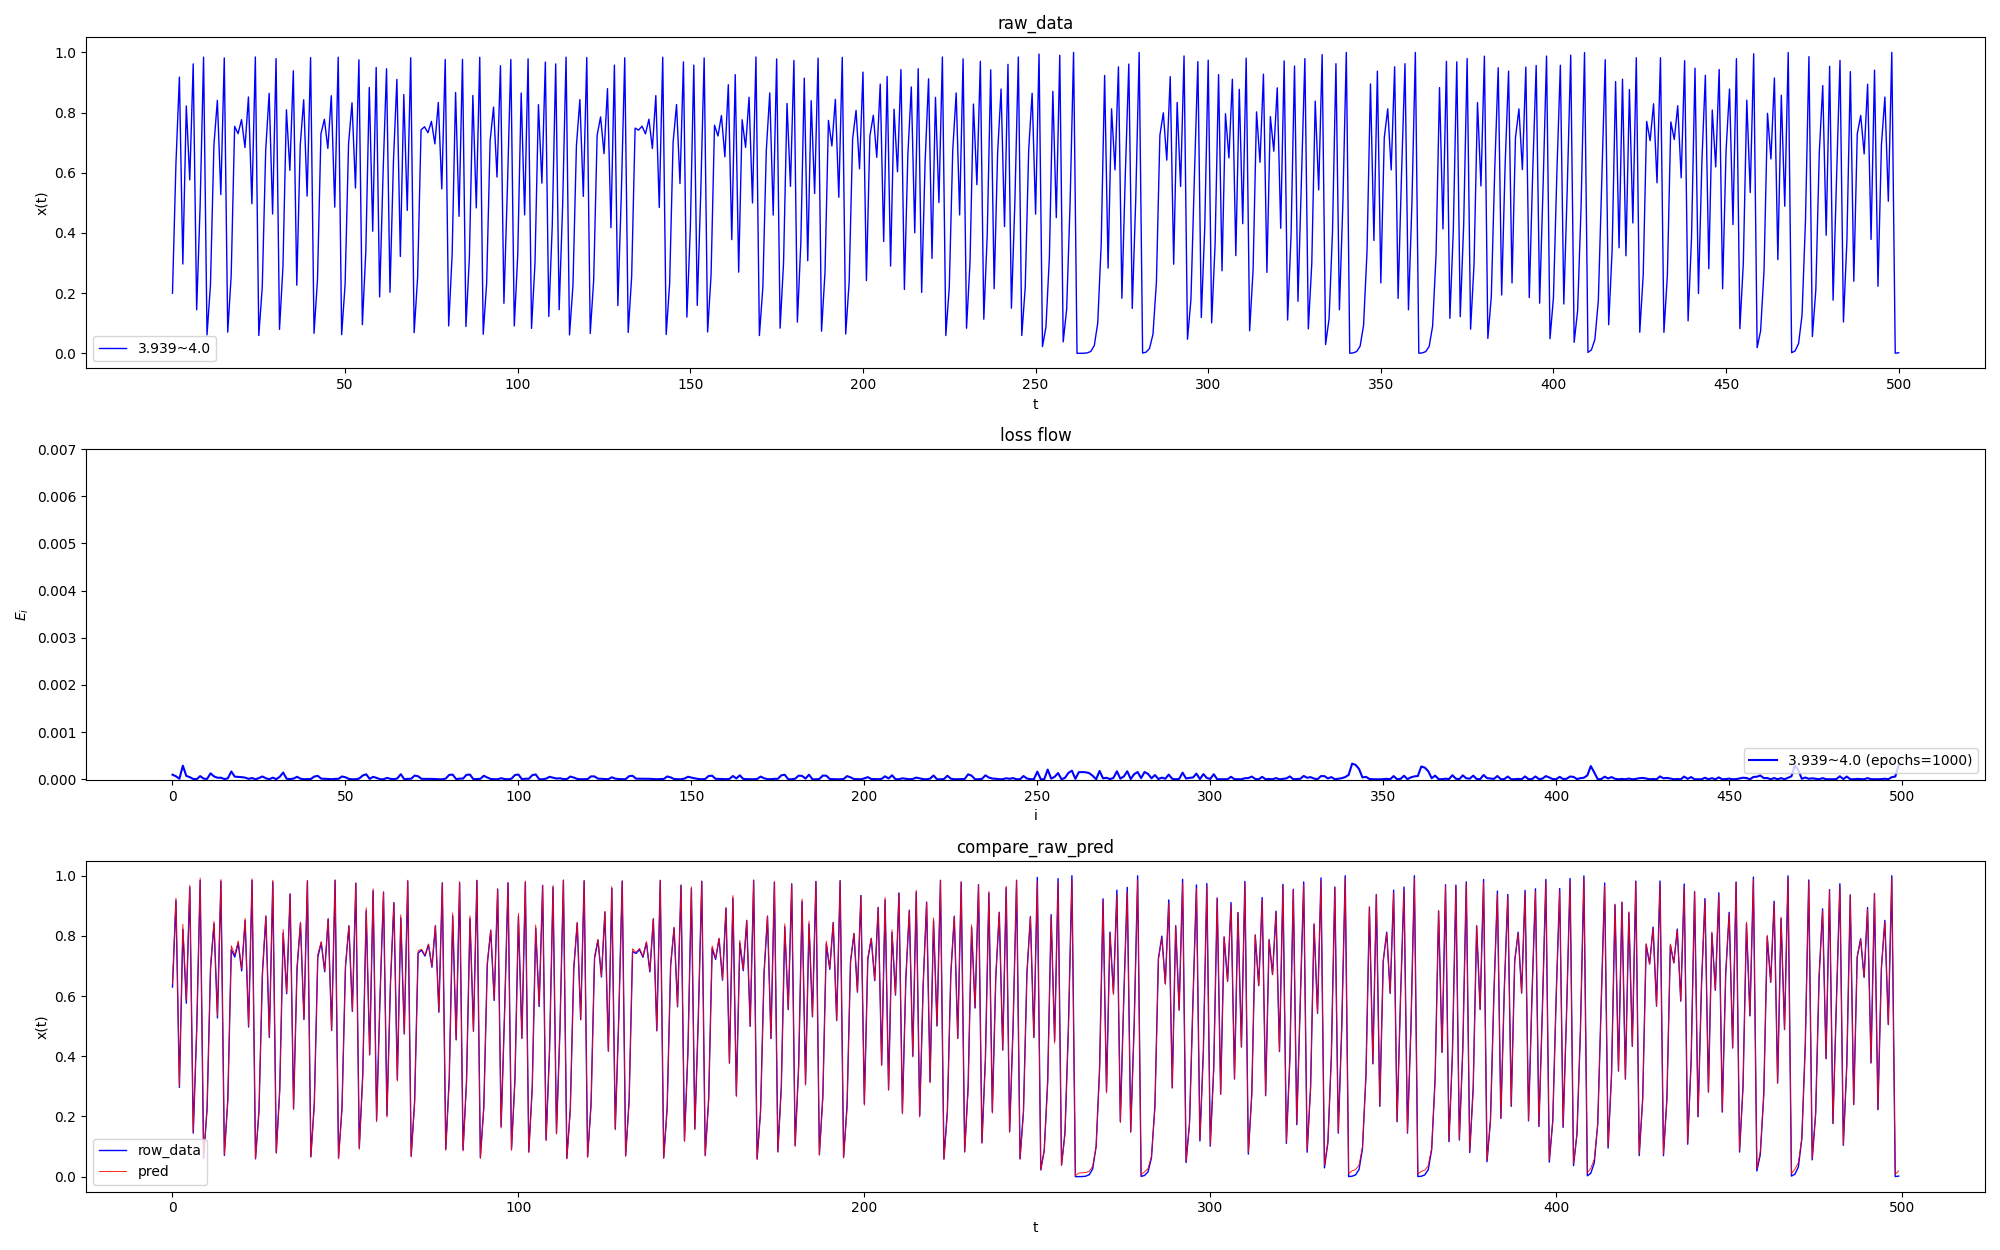 raw_data
1.0
0.8
0.6
0.4
0.2
0.0
x(t)
3.939~4.0
50 100 150 200 250 300 350 400 450 500
t
loss flow
0.007
0.006
0.005
0.004
0.003
0.002
0.001
0.000
E_i
3.939~4.0 (epochs=1000)
0 50 100 150 200 250 300 350 400 450 500
i
compare_raw_pred
1.0
0.8
0.6
0.4
0.2
0.0
x(t)
row_data
pred
0 100 200 300 400 500
t